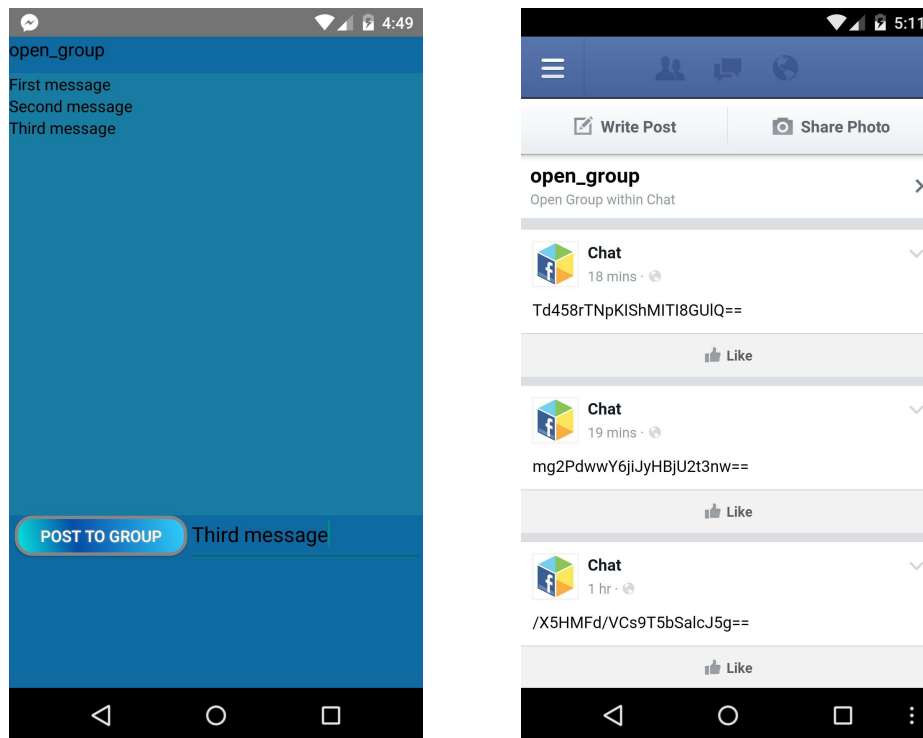 4:49
open_group
First message
Second message
Third message
POST TO GROUP Third message
5:11
Write Post Share Photo
open_group
Open Group within Chat
Chat
18 mins ·
Td458rTNpKIShMITI8GUlQ==
Like
Chat
19 mins ·
mg2PdwwY6jiJyHBjU2t3nw==
Like
Chat
1 hr ·
/X5HMFd/VCs9T5bSalcJ5g==
Like